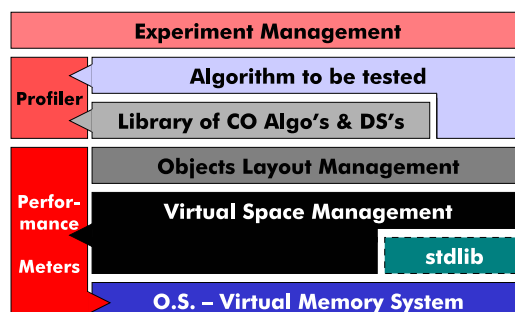 Experiment Management
Algorithm to be tested
Profiler
Library of CO Algo's & DS's
Objects Layout Management
Perfor-
mance
Meters
Virtual Space Management
stdlib
O.S. – Virtual Memory System